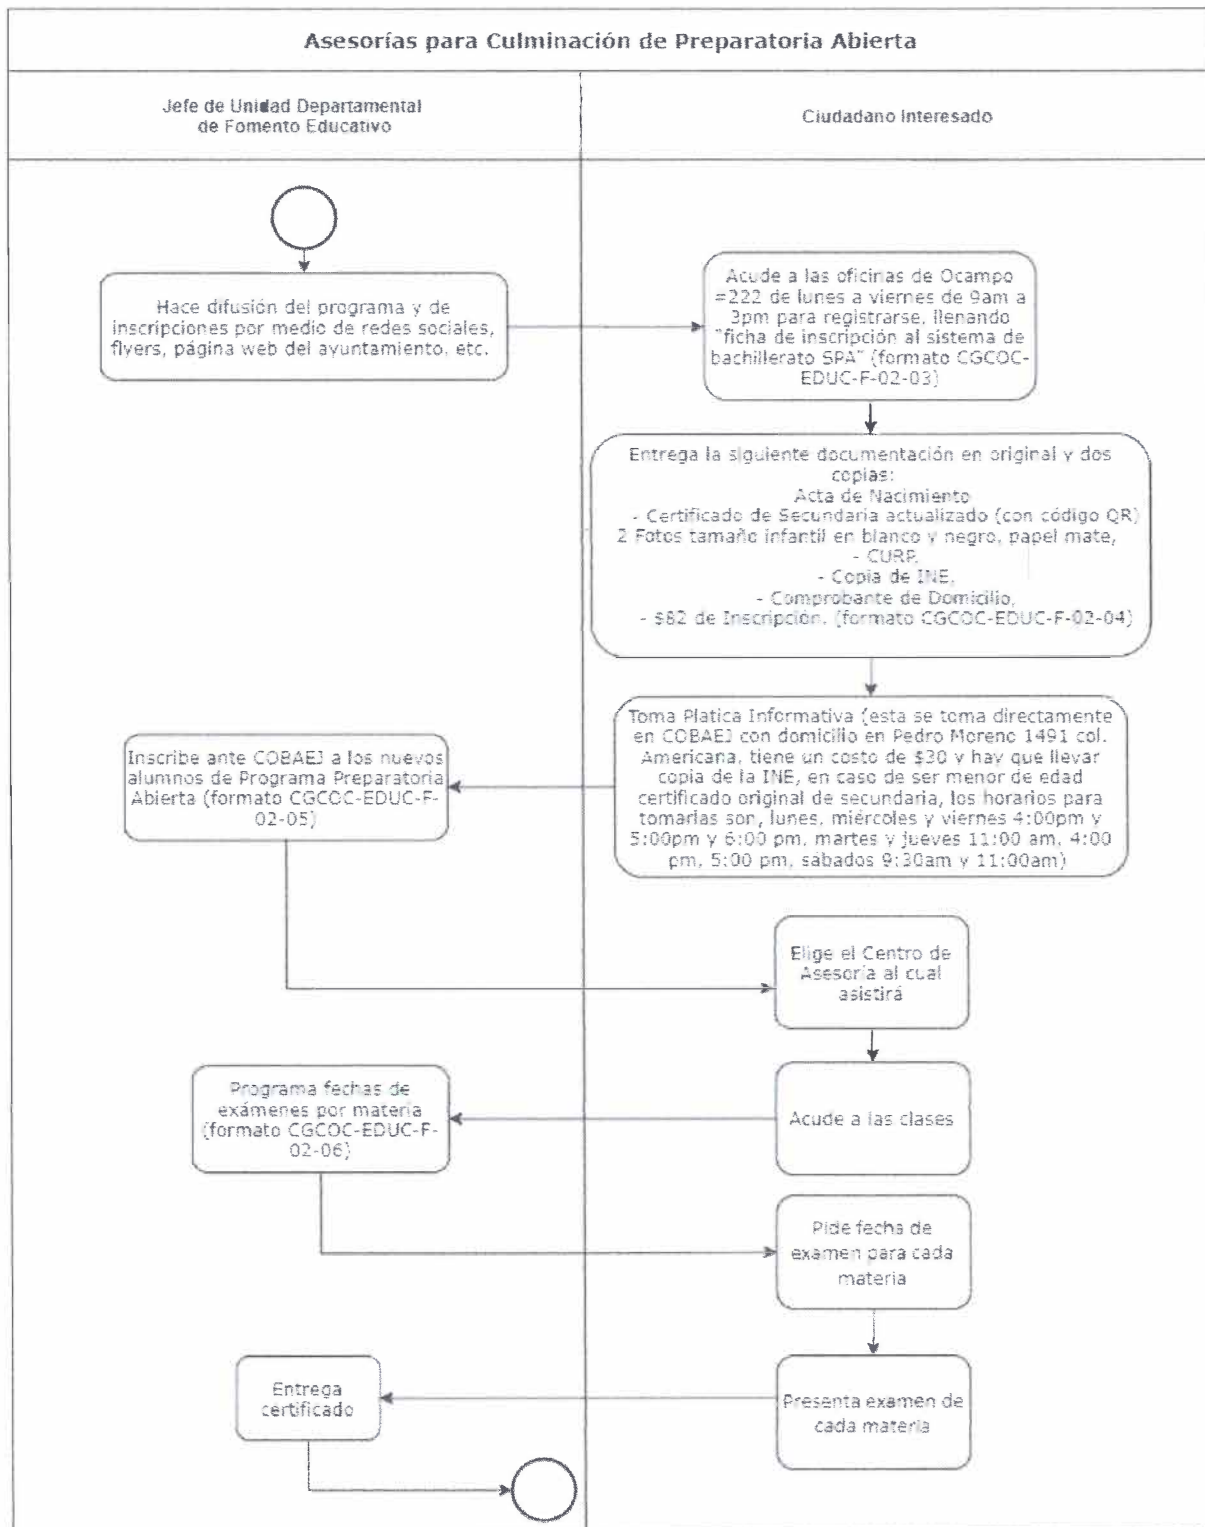 Asesorías para Culminación de Preparatoria Abierta
Jefe de Unidad Departamental
de Fomento Educativo
Ciudadano Interesado
Hace difusión del programa y de
inscripciones por medio de redes sociales,
flyers, página web del ayuntamiento, etc.
Acude a las oficinas de Ocampo
=222 de lunes a viernes de 9am a
3pm para registrarse, llenando
"ficha de inscripción al sistema de
bachillerato SPA" (formato CGCOC-
EDUC-F-02-03)
Entrega la siguiente documentación en original y dos
copias:
Acta de Nacimiento
- Certificado de Secundaria actualizado (con código QR)
2 Fotos tamaño infantil en blanco y negro, papel mate,
- CURP,
- Copia de INE,
- Comprobante de Domicilio,
- $82 de Inscripción. (formato CGCOC-EDUC-F-02-04)
Toma Platica Informativa (esta se toma directamente
en COBAEJ con domicilio en Pedro Moreno 1491 col.
Americana, tiene un costo de $30 y hay que llevar
copia de la INE, en caso de ser menor de edad
certificado original de secundaria, los horarios para
tomarlas son, lunes, miércoles y viernes 4:00pm y
5:00pm y 6:00 pm, martes y jueves 11:00 am, 4:00
pm, 5:00 pm, sábados 9:30am y 11:00am)
Inscribe ante COBAEJ a los nuevos
alumnos de Programa Preparatoria
Abierta (formato CGCOC-EDUC-F-
02-05)
Elige el Centro de
Asesoría al cual
asistirá
Acude a las clases
Programa fechas de
exámenes por materia
(formato CGCOC-EDUC-F-
02-06)
Pide fecha de
examen para cada
materia
Presenta examen de
cada materia
Entrega
certificado